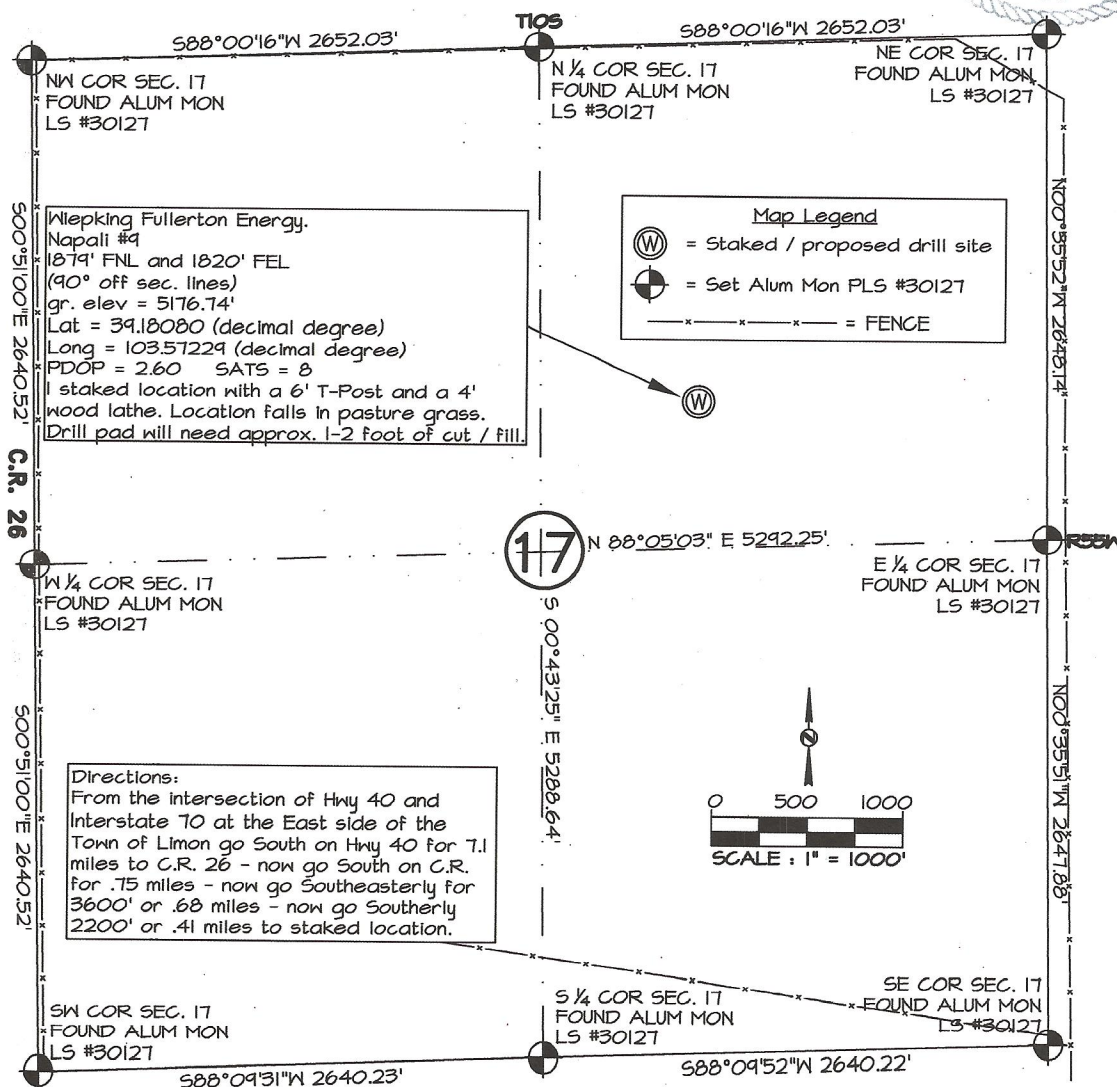 T10S
S88°00'16"W 2652.03'
S88°00'16"W 2652.03'
NW COR SEC. 17
FOUND ALUM MON
LS #30127
N 1/4 COR SEC. 17
FOUND ALUM MON
LS #30127
NE COR SEC. 17
FOUND ALUM MON
LS #30127
S00°51'00"E 2640.52'
C.R. 26
Wiepking Fullerton Energy.
Napali #9
1879' FNL and 1820' FEL
(90° off sec. lines)
gr. elev = 5176.74'
Lat = 39.18080 (decimal degree)
Long = 103.57229 (decimal degree)
PDOP = 2.60 SATS = 8
I staked location with a 6' T-Post and a 4'
wood lathe. Location falls in pasture grass.
Drill pad will need approx. 1-2 foot of cut / fill.
Map Legend
W = Staked / proposed drill site
= Set Alum Mon PLS #30127
= FENCE
N00°35'52"W 2648.14'
W
17
N 88°05'03" E 5292.25'
R55W
W 1/4 COR SEC. 17
FOUND ALUM MON
LS #30127
E 1/4 COR SEC. 17
FOUND ALUM MON
LS #30127
S 00°43'25" E 5288.64'
S00°51'00"E 2640.52'
N00°35'51"W 2647.88'
Directions:
From the intersection of Hwy 40 and
Interstate 70 at the East side of the
Town of Limon go South on Hwy 40 for 7.1
miles to C.R. 26 - now go South on C.R.
for .75 miles - now go Southeasterly for
3600' or .68 miles - now go Southerly
2200' or .41 miles to staked location.
N
0 500 1000
SCALE : 1" = 1000'
SW COR SEC. 17
FOUND ALUM MON
LS #30127
S 1/4 COR SEC. 17
FOUND ALUM MON
LS #30127
SE COR SEC. 17
FOUND ALUM MON
LS #30127
S88°09'31"W 2640.23'
S88°09'52"W 2640.22'